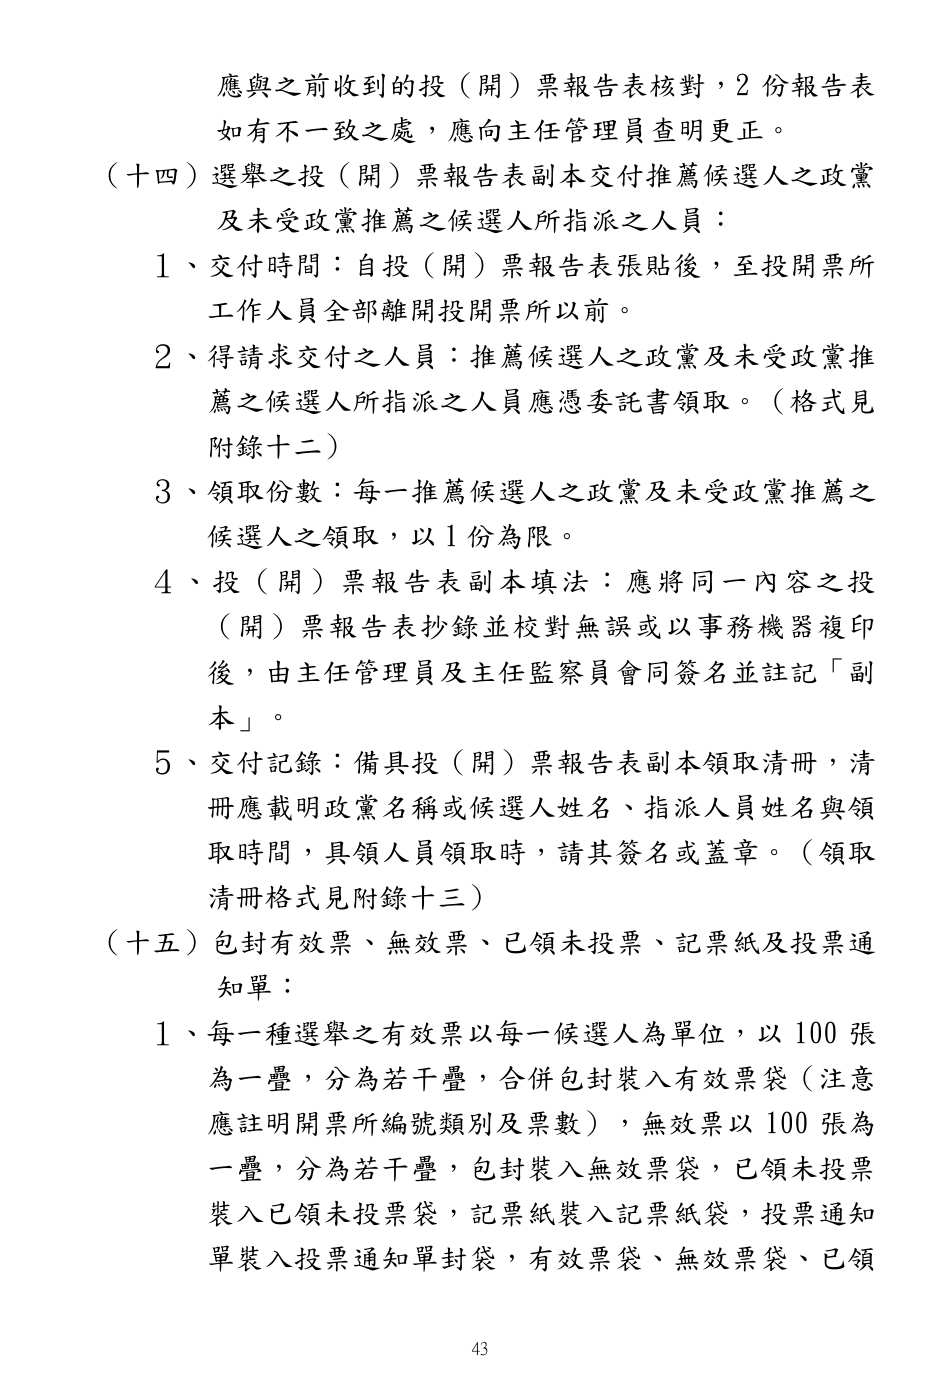 應與之前收到的投（開）票報告表核對，2 份報告表
如有不一致之處，應向主任管理員查明更正。
（十四）選舉之投（開）票報告表副本交付推薦候選人之政黨
及未受政黨推薦之候選人所指派之人員：
１、交付時間：自投（開）票報告表張貼後，至投開票所
工作人員全部離開投開票所以前。
２、得請求交付之人員：推薦候選人之政黨及未受政黨推
薦之候選人所指派之人員應憑委託書領取。（格式見
附錄十二）
３、領取份數：每一推薦候選人之政黨及未受政黨推薦之
候選人之領取，以 1 份為限。
４、投（開）票報告表副本填法：應將同一內容之投
（開）票報告表抄錄並校對無誤或以事務機器複印
後，由主任管理員及主任監察員會同簽名並註記「副
本」。
５、交付記錄：備具投（開）票報告表副本領取清冊，清
冊應載明政黨名稱或候選人姓名、指派人員姓名與領
取時間，具領人員領取時，請其簽名或蓋章。（領取
清冊格式見附錄十三）
（十五）包封有效票、無效票、已領未投票、記票紙及投票通
知單：
１、每一種選舉之有效票以每一候選人為單位，以 100 張
為一疊，分為若干疊，合併包封裝入有效票袋（注意
應註明開票所編號類別及票數），無效票以 100 張為
一疊，分為若干疊，包封裝入無效票袋，已領未投票
裝入已領未投票袋，記票紙裝入記票紙袋，投票通知
單裝入投票通知單封袋，有效票袋、無效票袋、已領
43